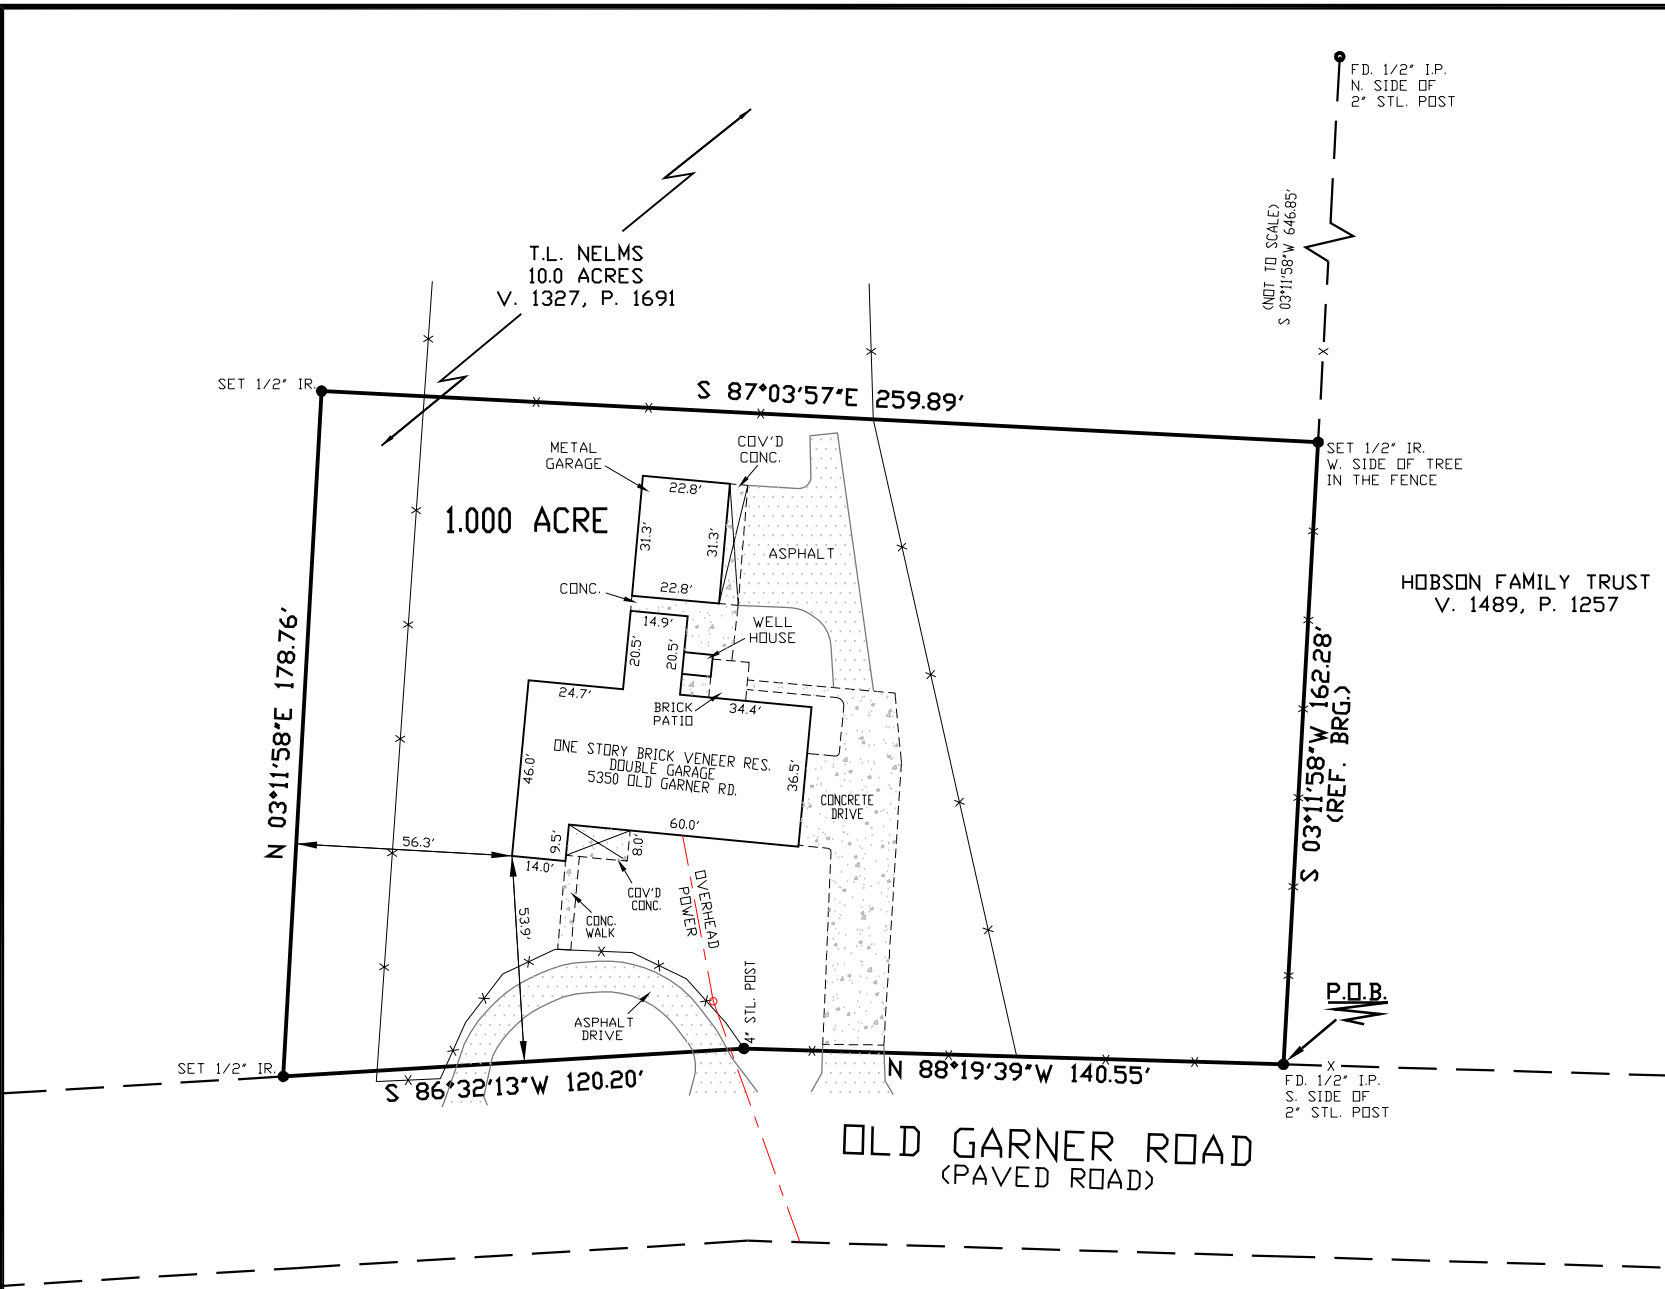 FD. 1/2" I.P.
N. SIDE OF
2" STL. POST
(NOT TO SCALE)
S 03°11'58"W 646.85'
T.L. NELMS
10.0 ACRES
V. 1327, P. 1691
SET 1/2" IR.
S 87°03'57"E 259.89'
SET 1/2" IR.
W. SIDE OF TREE
IN THE FENCE
METAL
GARAGE
COV'D
CONC.
22.8'
31.3'
31.3'
22.8'
1.000 ACRE
ASPHALT
CONC.
HOBSON FAMILY TRUST
V. 1489, P. 1257
14.9'
WELL
HOUSE
20.5'
20.5'
24.7'
BRICK
PATIO
34.4'
N 03°11'58"E 178.76'
S 03°11'58"W 162.28'
(REF. BRG.)
ONE STORY BRICK VENEER RES.
DOUBLE GARAGE
5350 OLD GARNER RD.
46.0'
36.5'
CONCRETE
DRIVE
60.0'
9.5'
8.0'
56.3'
14.0'
COV'D
CONC.
CONC.
WALK
OVERHEAD
POWER
53.9'
4" STL. POST
ASPHALT
DRIVE
P.O.B.
SET 1/2" IR.
S 86°32'13"W 120.20'
N 88°19'39"W 140.55'
FD. 1/2" I.P.
S. SIDE OF
2" STL. POST
OLD GARNER ROAD
(PAVED ROAD)